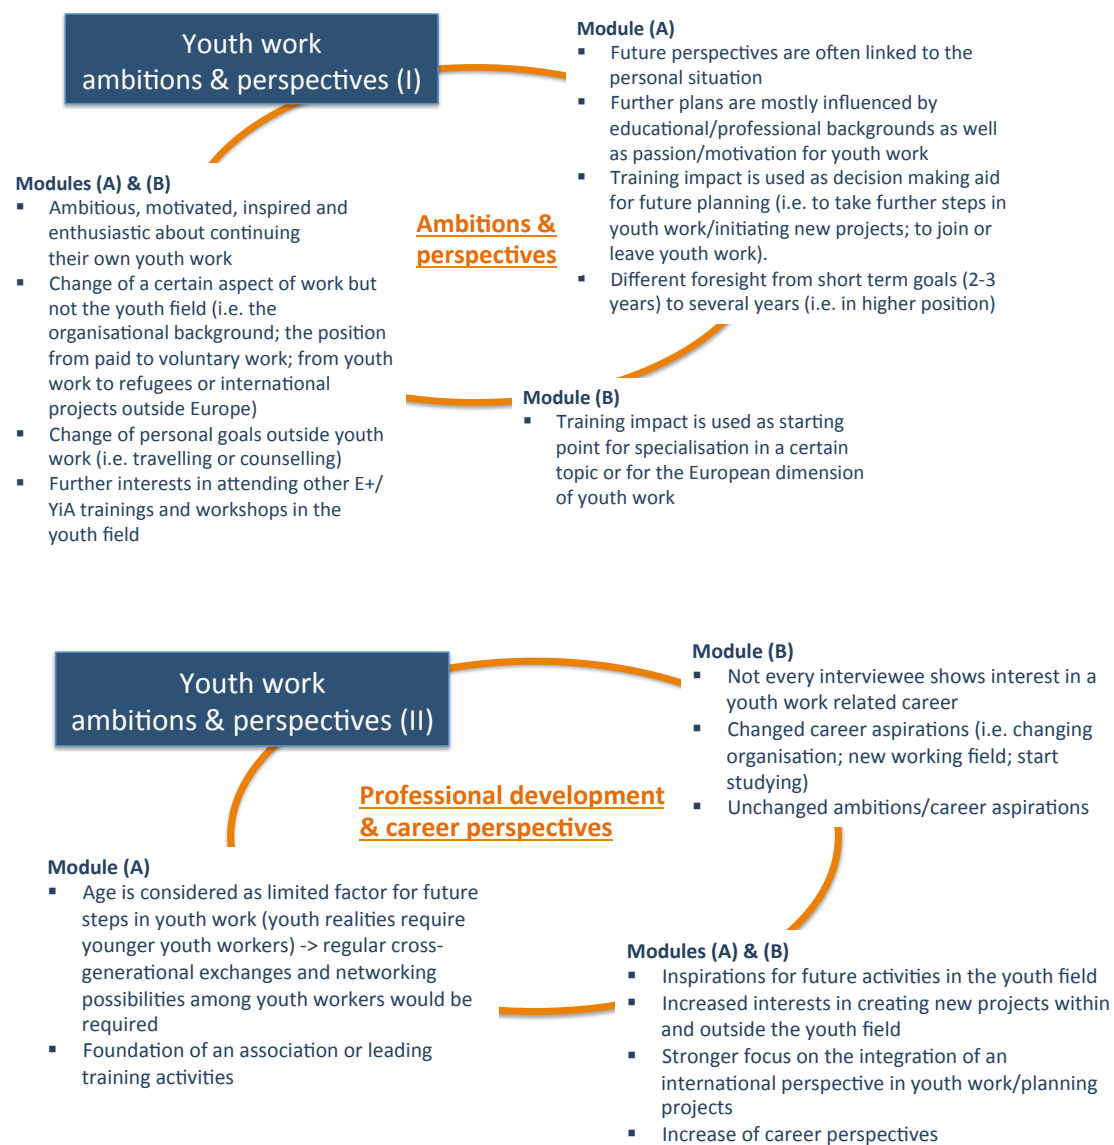 Youth work
ambitions & perspectives (I)
Module (A)
▪ Future perspectives are often linked to the
personal situation
▪ Further plans are mostly influenced by
educational/professional backgrounds as well
as passion/motivation for youth work
▪ Training impact is used as decision making aid
for future planning (i.e. to take further steps in
youth work/initiating new projects; to join or
leave youth work).
▪ Different foresight from short term goals (2-3
years) to several years (i.e. in higher position)
Modules (A) & (B)
▪ Ambitious, motivated, inspired and
enthusiastic about continuing
their own youth work
▪ Change of a certain aspect of work but
not the youth field (i.e. the
organisational background; the position
from paid to voluntary work; from youth
work to refugees or international
projects outside Europe)
▪ Change of personal goals outside youth
work (i.e. travelling or counselling)
▪ Further interests in attending other E+/
YiA trainings and workshops in the
youth field
Ambitions &
perspectives
Module (B)
▪ Training impact is used as starting
point for specialisation in a certain
topic or for the European dimension
of youth work
Youth work
ambitions & perspectives (II)
Module (B)
▪ Not every interviewee shows interest in a
youth work related career
▪ Changed career aspirations (i.e. changing
organisation; new working field; start
studying)
▪ Unchanged ambitions/career aspirations
Professional development
& career perspectives
Module (A)
▪ Age is considered as limited factor for future
steps in youth work (youth realities require
younger youth workers) -> regular cross-
generational exchanges and networking
possibilities among youth workers would be
required
▪ Foundation of an association or leading
training activities
Modules (A) & (B)
▪ Inspirations for future activities in the youth field
▪ Increased interests in creating new projects within
and outside the youth field
▪ Stronger focus on the integration of an
international perspective in youth work/planning
projects
▪ Increase of career perspectives